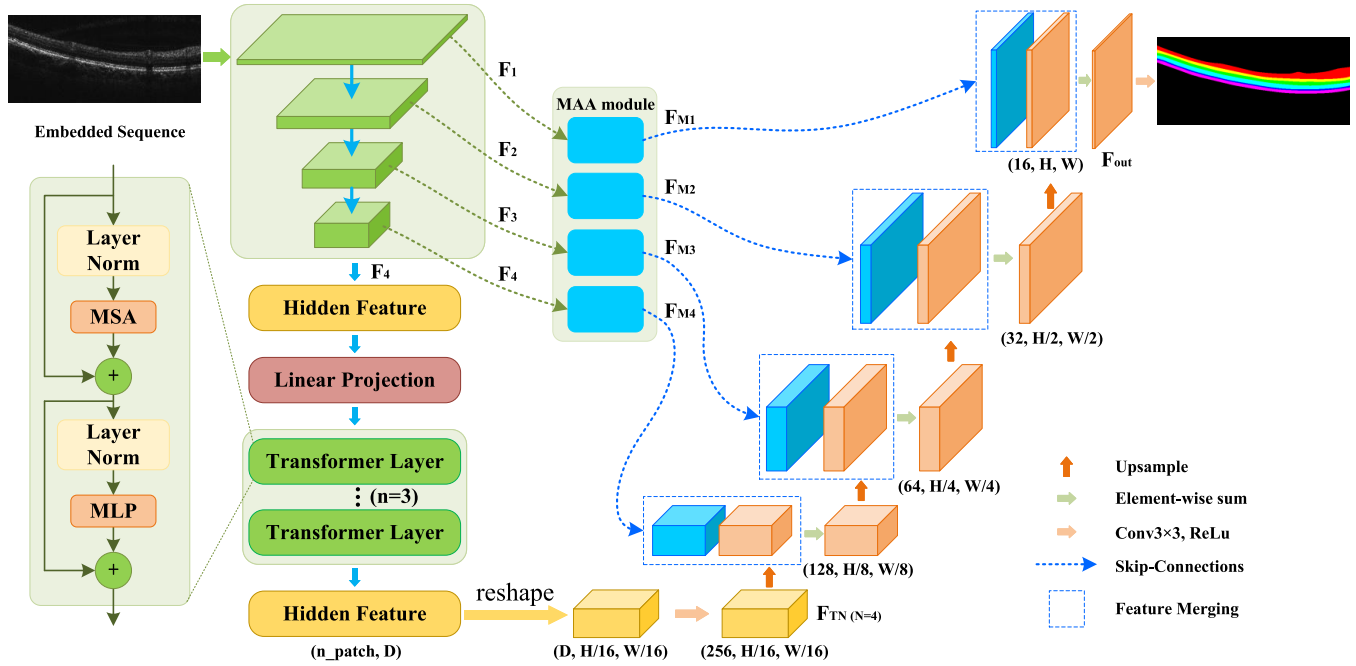 Embedded Sequence
Layer
Norm
MSA
+
Layer
Norm
MLP
+
F1
F2
F3
F4
F4
Hidden Feature
Linear Projection
Transformer Layer
⋮ (n=3)
Transformer Layer
Hidden Feature
(n_patch, D)
reshape
MAA module
FM1
FM2
FM3
FM4
(D, H/16, W/16)
(256, H/16, W/16)
FTN (N=4)
(128, H/8, W/8)
(64, H/4, W/4)
(32, H/2, W/2)
(16, H, W)
Fout
Upsample
Element-wise sum
Conv3×3, ReLu
Skip-Connections
Feature Merging